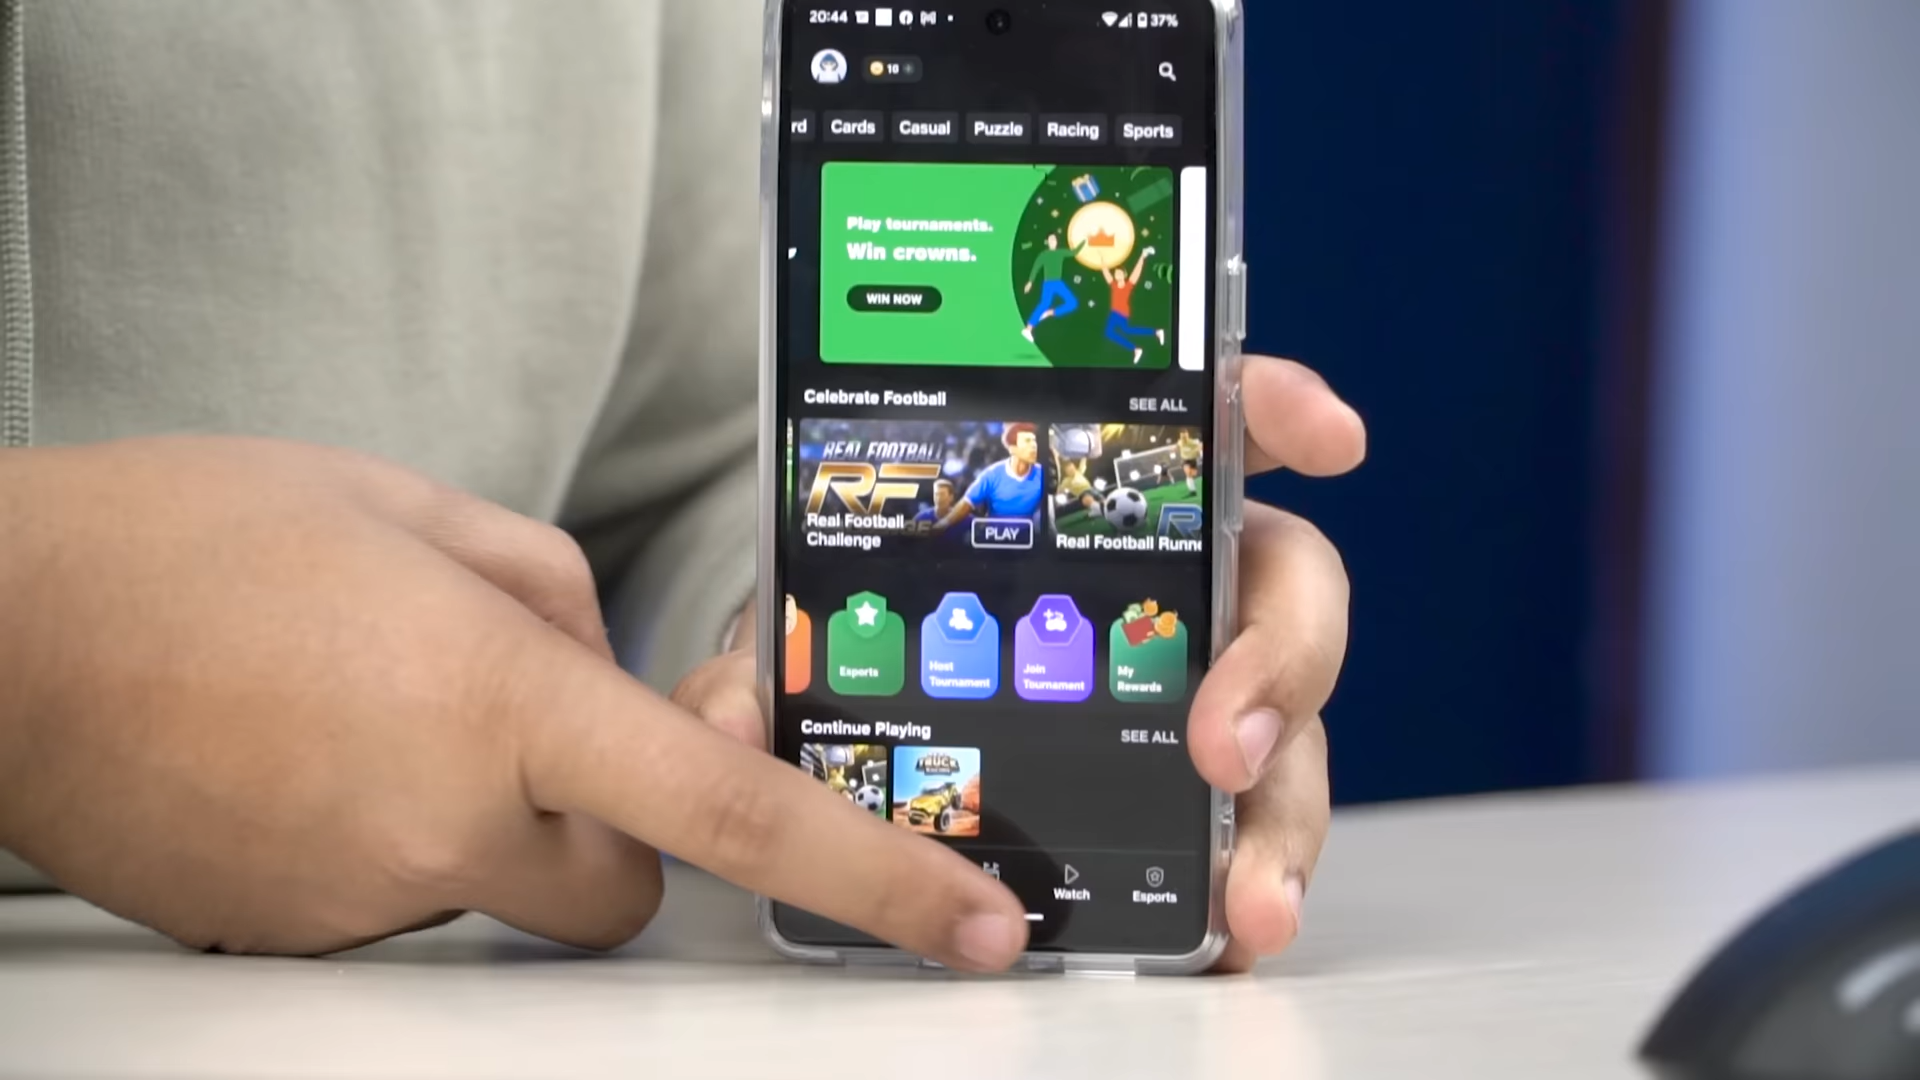 20:44
37%
10
rd Cards Casual Puzzle Racing Sports
Play tournaments.
Win crowns.
WIN NOW
Celebrate Football
SEE ALL
REAL FOOTBALL
RF
Real Football
Challenge
PLAY
Real Football Runne
Esports
Host
Tournament
Join
Tournament
My
Rewards
Continue Playing
SEE ALL
TRUCK
Watch
Esports